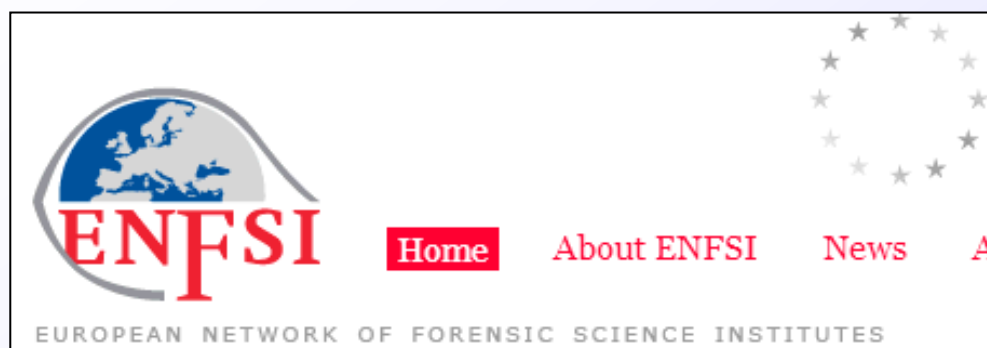 ENFSI
Home About ENFSI News A
EUROPEAN NETWORK OF FORENSIC SCIENCE INSTITUTES